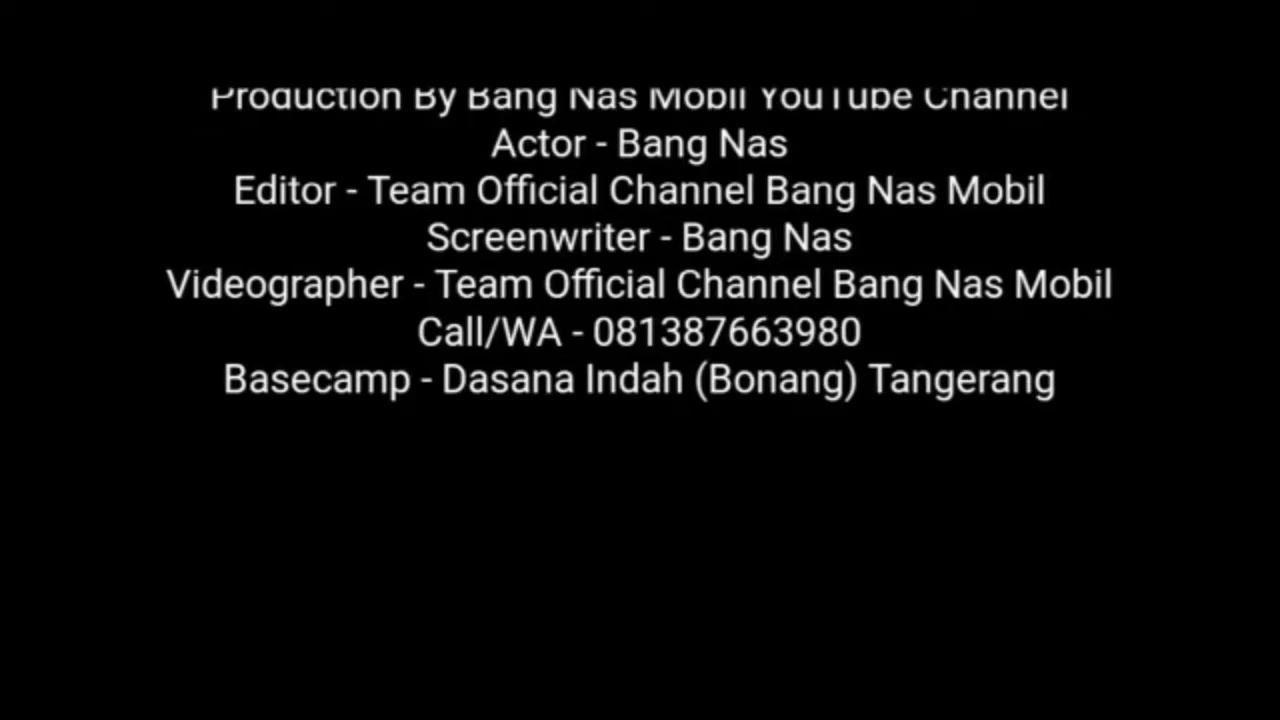 Production By Bang Nas Mobil YouTube Channel
Actor - Bang Nas
Editor - Team Official Channel Bang Nas Mobil
Screenwriter - Bang Nas
Videographer - Team Official Channel Bang Nas Mobil
Call/WA - 081387663980
Basecamp - Dasana Indah (Bonang) Tangerang